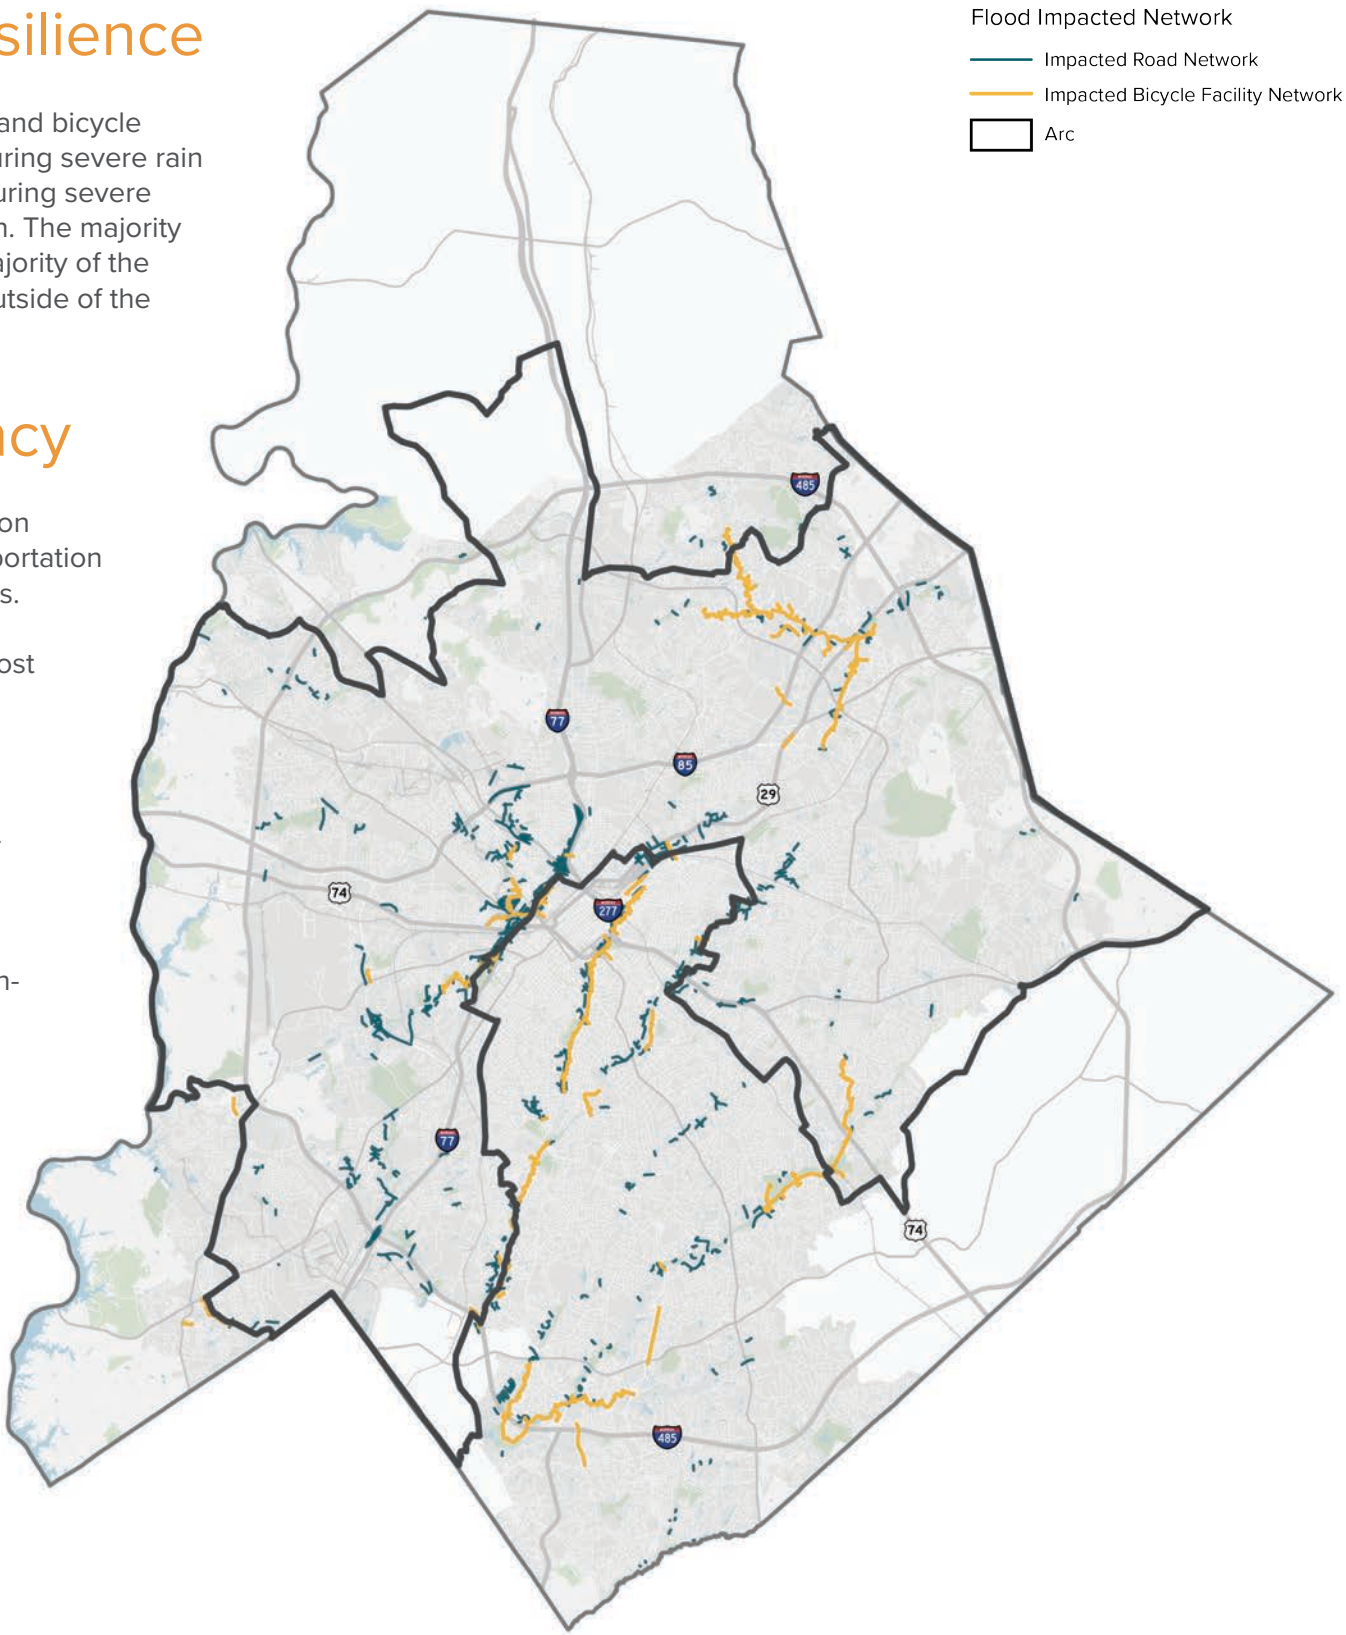 silience
and bicycle
uring severe rain
uring severe
n. The majority
ajority of the
utside of the
ncy
on
portation
s.
ost
n-
Flood Impacted Network
Impacted Road Network
Impacted Bicycle Facility Network
Arc
485
77
85
29
74
277
77
74
485